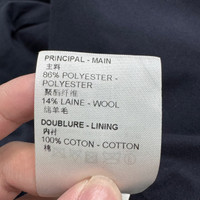 PRINCIPAL - MAIN
主料
86% POLYESTER -
POLYESTER
聚酯纤维
14% LAINE - WOOL
绵羊毛
DOUBLURE - LINING
内衬
100% COTON - COTTON
棉